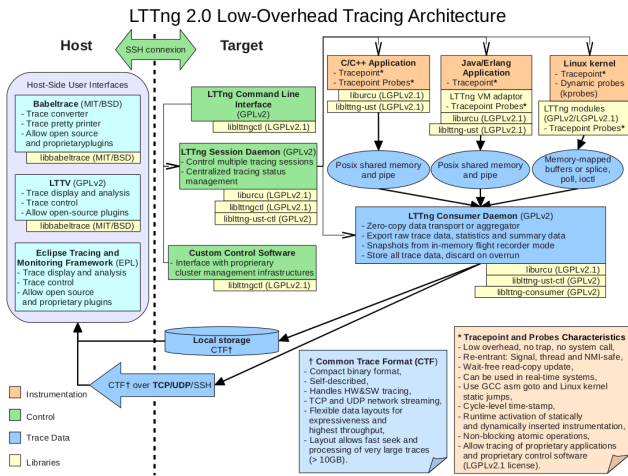 LTTng 2.0 Low-Overhead Tracing Architecture
Host
SSH connexion
Target
Host-Side User Interfaces
Babeltrace (MIT/BSD)
- Trace converter
- Trace pretty printer
- Allow open source
and proprietaryplugins
libbabeltrace (MIT/BSD)
LTTV (GPLv2)
- Trace display and analysis
- Trace control
- Allow open-source plugins
libbabeltrace (MIT/BSD)
Eclipse Tracing and
Monitoring Framework (EPL)
- Trace display and analysis
- Trace control
- Allow open source
and proprietary plugins
LTTng Command Line
Interface
(GPLv2)
liblttngctl (LGPLv2.1)
LTTng Session Daemon (GPLv2)
- Control multiple tracing sessions
- Centralized tracing status
management
liburcu (LGPLv2.1)
liblttngctl (LGPLv2.1)
liblttng-ust-ctl (GPLv2)
Custom Control Software
- Interface with proprierary
cluster management infrastructures
liblttngctl (LGPLv2.1)
C/C++ Application
- Tracepoint*
- Tracepoint Probes*
liburcu (LGPLv2.1)
liblttng-ust (LGPLv2.1)
Java/Erlang
Application
- Tracepoint*
LTTng VM adaptor
- Tracepoint Probes*
liburcu (LGPLv2.1)
liblttng-ust (LGPLv2.1)
Linux kernel
- Tracepoint*
- Dynamic probes
(kprobes)
LTTng modules
(GPLv2/LGPLv2.1)
- Tracepoint Probes*
Posix shared memory
and pipe
Posix shared memory
and pipe
Memory-mapped
buffers or splice,
poll, ioctl
LTTng Consumer Daemon (GPLv2)
- Zero-copy data transport or aggregator
- Export raw trace data, statistics and summary data
- Snapshots from in-memory flight recorder mode
- Store all trace data, discard on overrun
liburcu (LGPLv2.1)
liblttng-ust-ctl (GPLv2)
liblttng-consumer (GPLv2)
Local storage
CTF†
CTF† over TCP/UDP/SSH
Instrumentation
Control
Trace Data
Libraries
† Common Trace Format (CTF)
- Compact binary format,
- Self-described,
- Handles HW&SW tracing,
- TCP and UDP network streaming,
- Flexible data layouts for
expressiveness and
highest throughput,
- Layout allows fast seek and
processing of very large traces
(> 10GB).
* Tracepoint and Probes Characteristics
- Low overhead, no trap, no system call,
- Re-entrant: Signal, thread and NMI-safe,
- Wait-free read-copy update,
- Can be used in real-time systems,
- Use GCC asm goto and Linux kernel
static jumps,
- Cycle-level time-stamp,
- Runtime activation of statically
and dynamically inserted instrumentation,
- Non-blocking atomic operations,
- Allow tracing of proprietary applications
and proprietary control software
(LGPLv2.1 license).